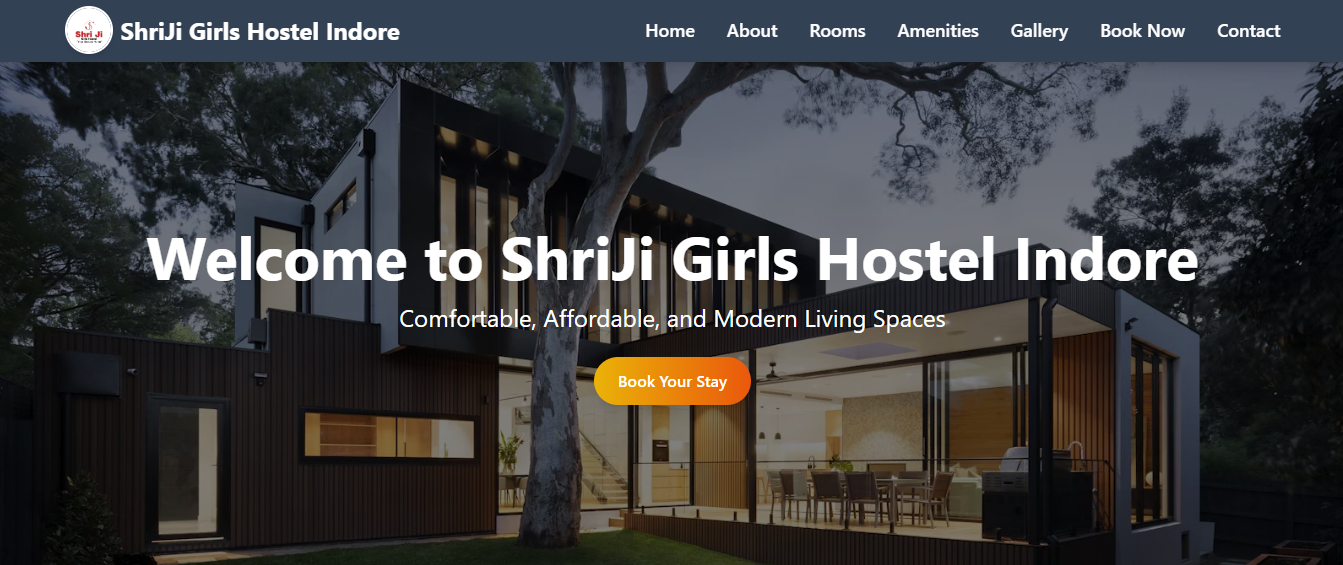 Shri Ji
ShriJi Girls Hostel Indore
Home
About
Rooms
Amenities
Gallery
Book Now
Contact
Welcome to ShriJi Girls Hostel Indore
Comfortable, Affordable, and Modern Living Spaces
Book Your Stay